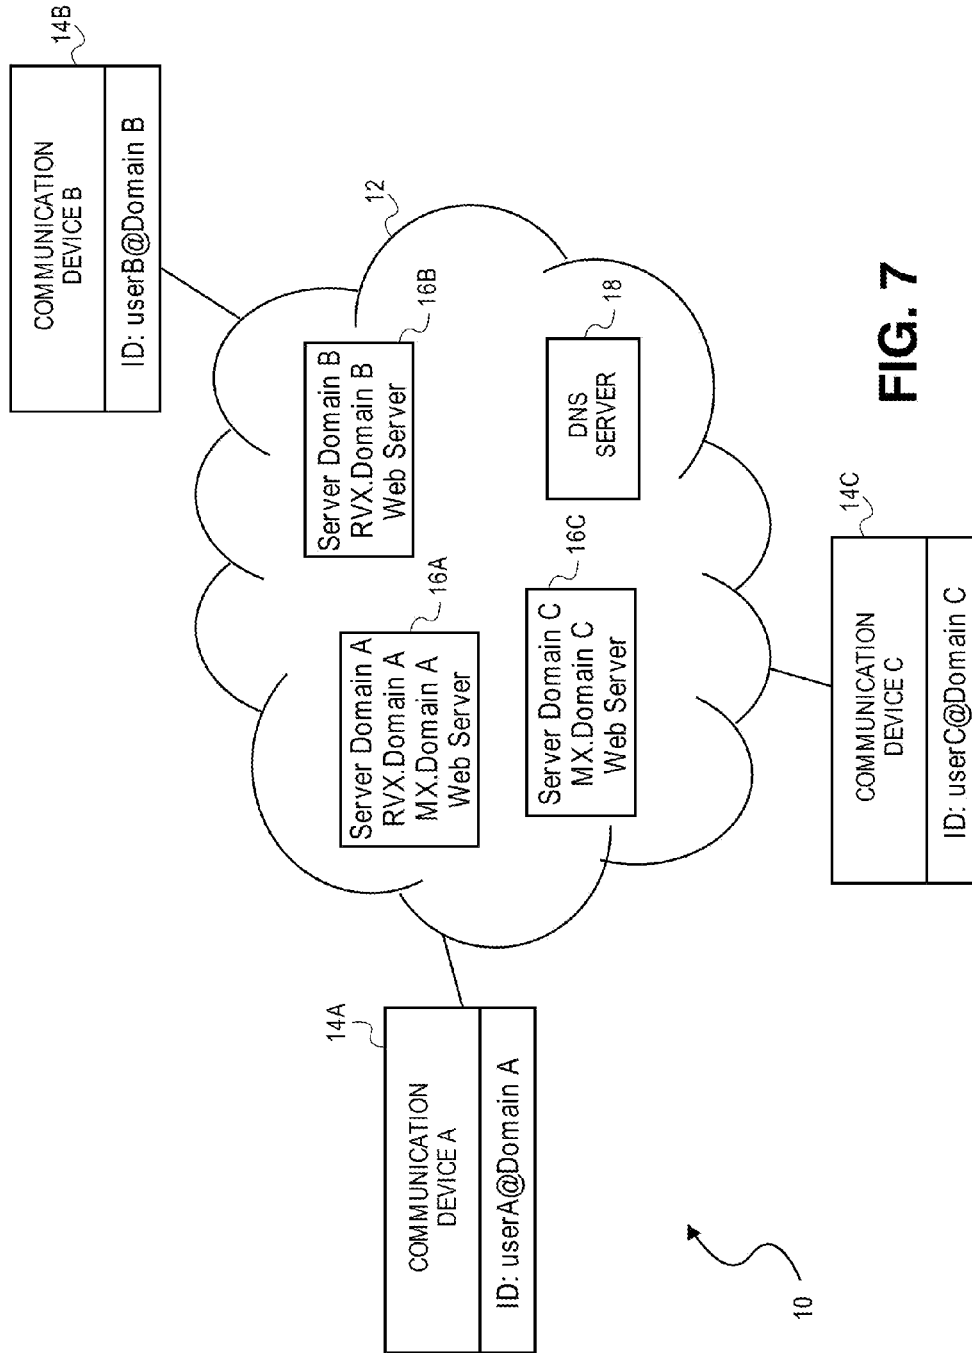 COMMUNICATION
DEVICE A
ID: userA@Domain A
14A
COMMUNICATION
DEVICE B
ID: userB@Domain B
14B
12
Server Domain A
RVX.Domain A
MX.Domain A
Web Server
16A
Server Domain B
RVX.Domain B
Web Server
16B
Server Domain C
MX.Domain C
Web Server
16C
DNS
SERVER
18
COMMUNICATION
DEVICE C
ID: userC@Domain C
14C
10
FIG. 7